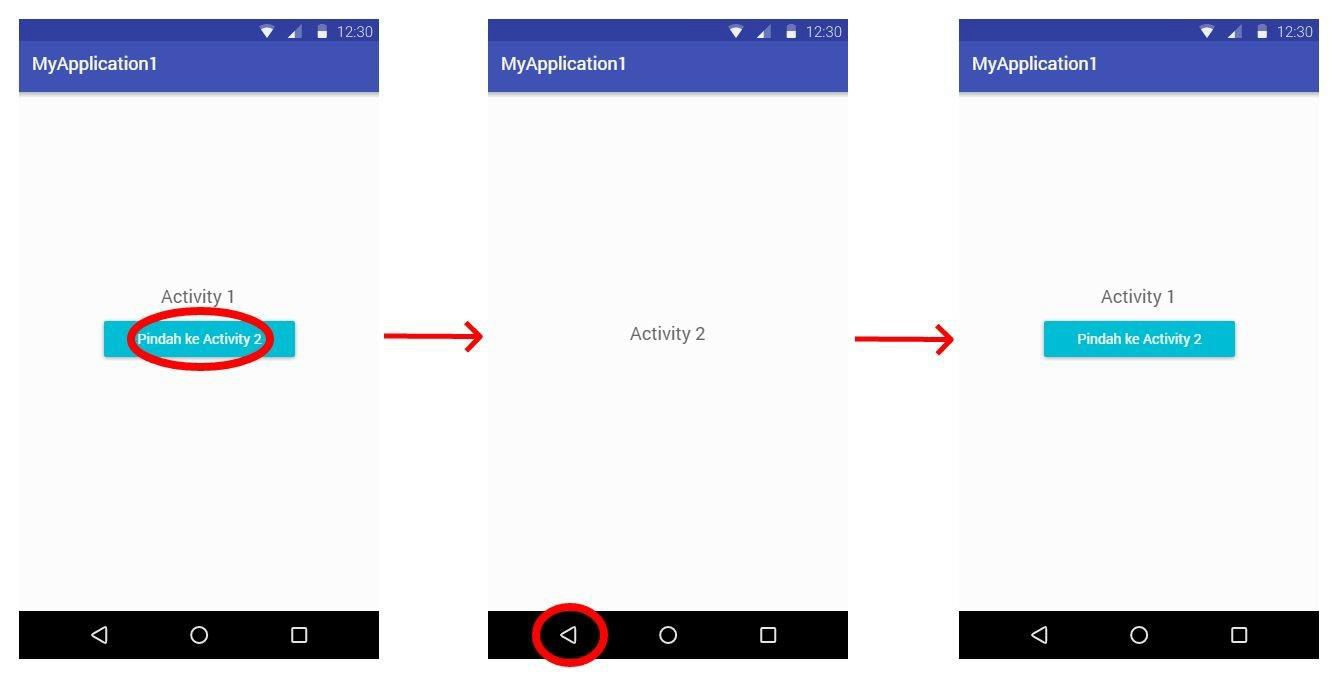 12:30
MyApplication1
Activity 1
Pindah ke Activity 2
12:30
MyApplication1
Activity 2
12:30
MyApplication1
Activity 1
Pindah ke Activity 2